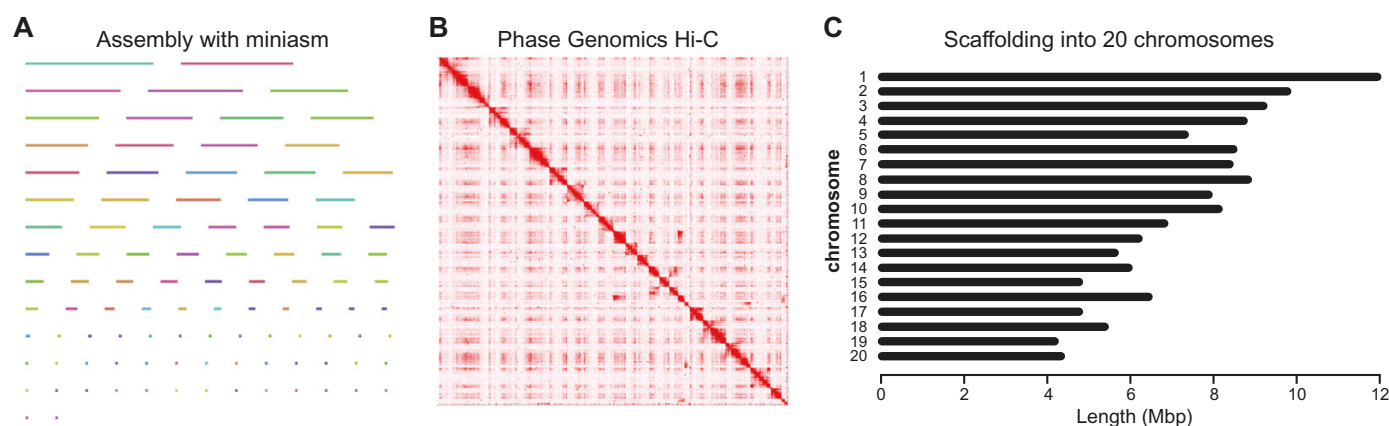 A
Assembly with miniasm
B
Phase Genomics Hi-C
C
Scaffolding into 20 chromosomes
chromosome
1
2
3
4
5
6
7
8
9
10
11
12
13
14
15
16
17
18
19
20
0 2 4 6 8 10 12
Length (Mbp)